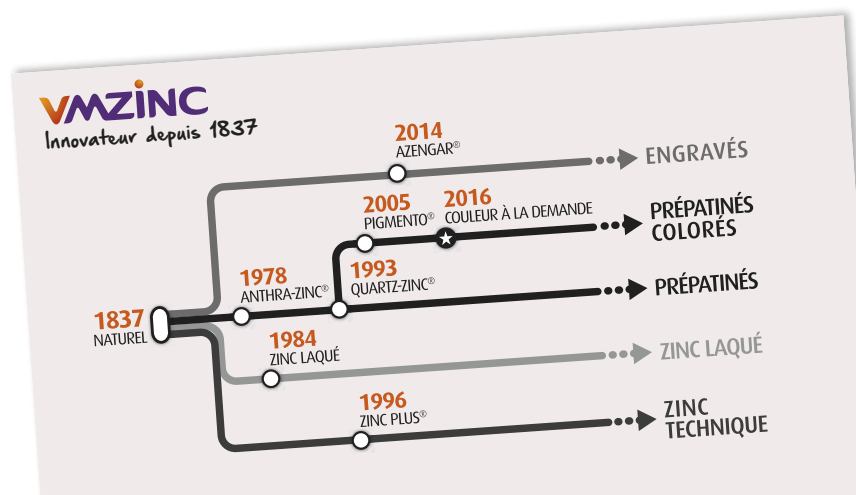 VMZINC
Innovateur depuis 1837
2014
AZENGAR®
ENGRAVÉS
2005
PIGMENTO®
2016
COULEUR À LA DEMANDE
PRÉPATINÉS
COLORÉS
1978
ANTHRA-ZINC®
1993
QUARTZ-ZINC®
PRÉPATINÉS
1837
NATUREL
1984
ZINC LAQUÉ
ZINC LAQUÉ
1996
ZINC PLUS®
ZINC
TECHNIQUE